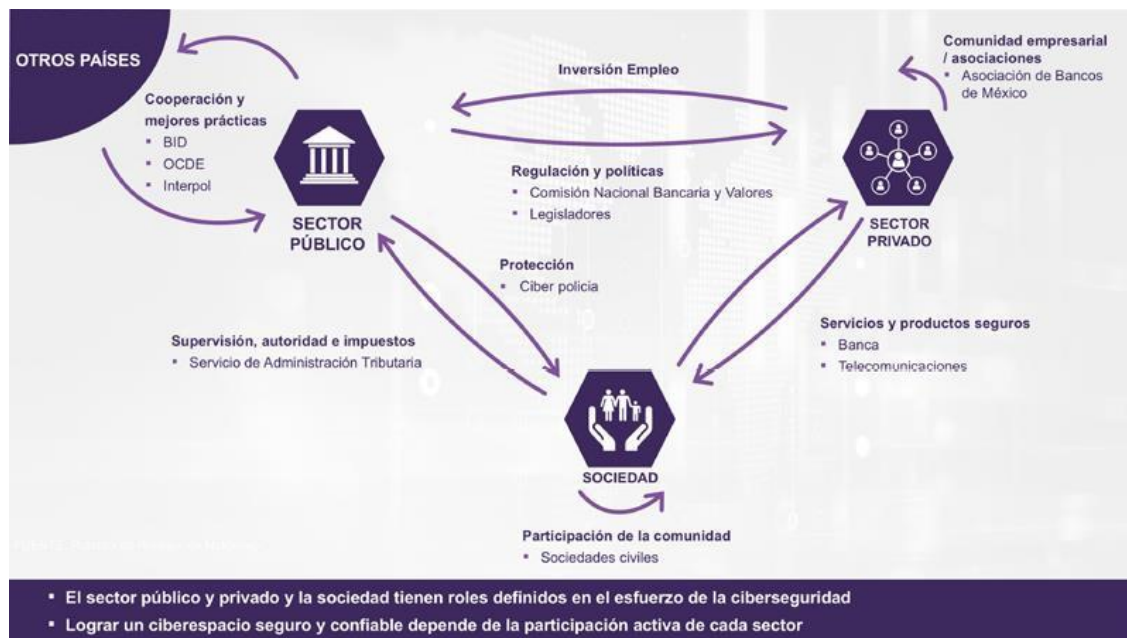 OTROS PAÍSES
Cooperación y
mejores prácticas
▪ BID
▪ OCDE
▪ Interpol
SECTOR
PÚBLICO
Inversión Empleo
Regulación y políticas
▪ Comisión Nacional Bancaria y Valores
▪ Legisladores
Comunidad empresarial
/ asociaciones
▪ Asociación de Bancos
de México
SECTOR
PRIVADO
Protección
▪ Ciber policia
Supervisión, autoridad e impuestos
▪ Servicio de Administración Tributaria
Servicios y productos seguros
▪ Banca
▪ Telecomunicaciones
SOCIEDAD
Participación de la comunidad
▪ Sociedades civiles
▪ El sector público y privado y la sociedad tienen roles definidos en el esfuerzo de la ciberseguridad
▪ Lograr un ciberespacio seguro y confiable depende de la participación activa de cada sector